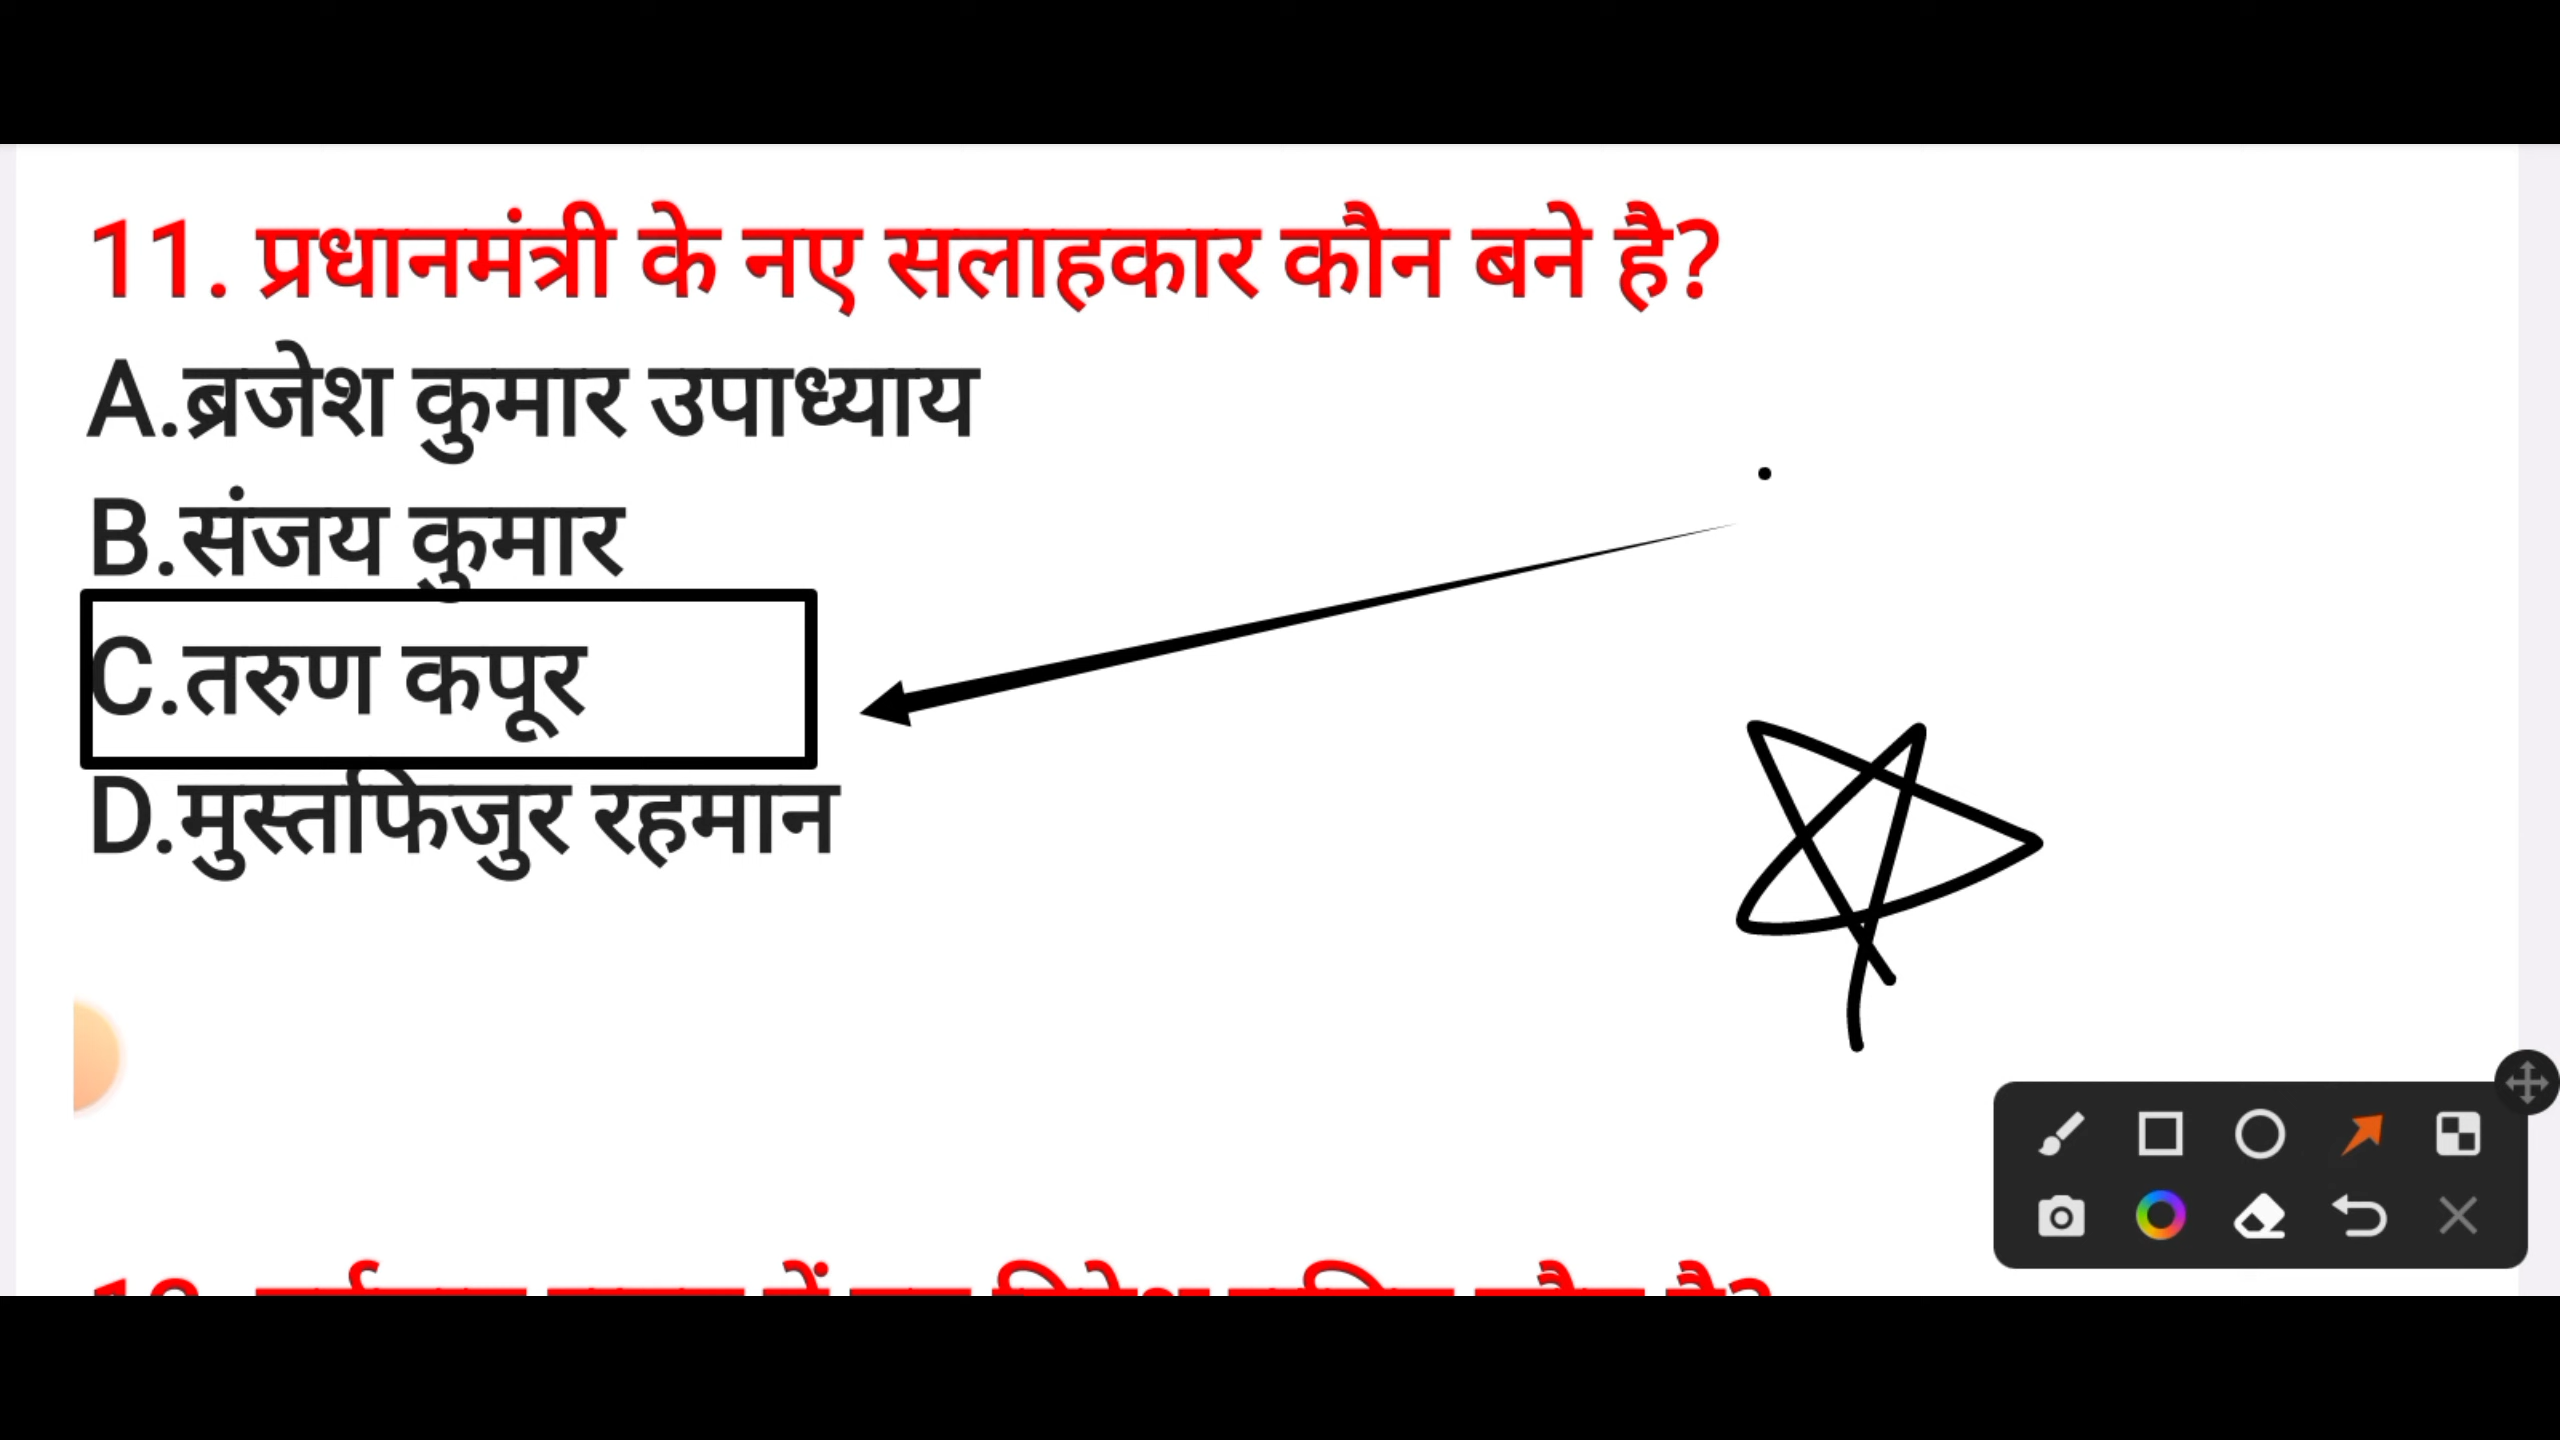 11. प्रधानमंत्री के नए सलाहकार कौन बने है?
A.ब्रजेश कुमार उपाध्याय
B.संजय कुमार
C.तरुण कपूर
D.मुस्तफिजुर रहमान